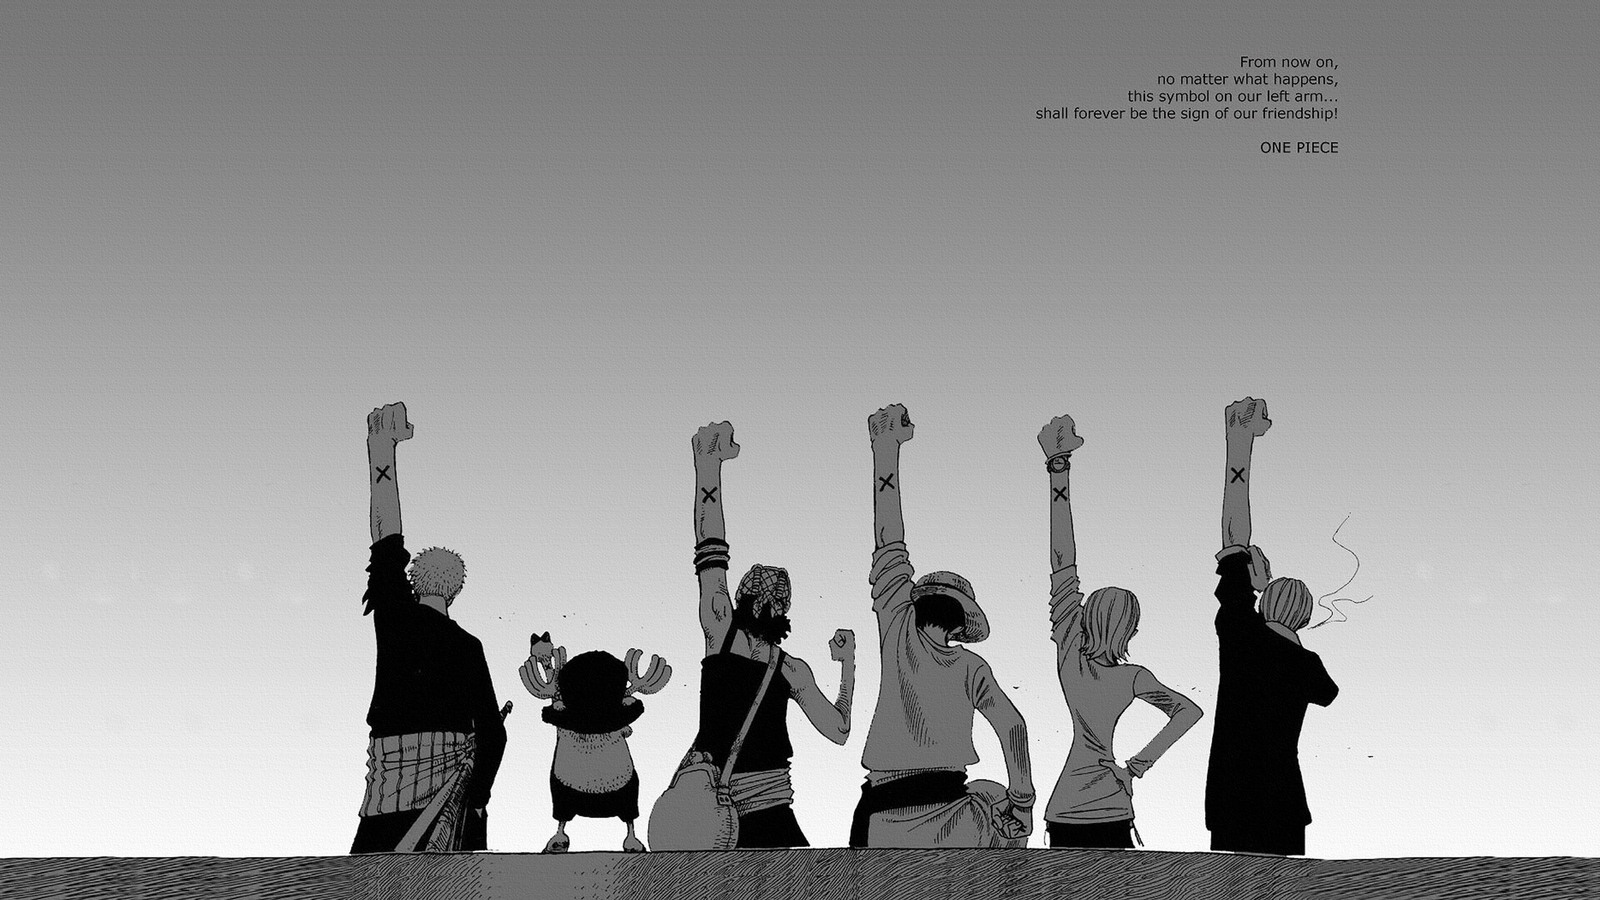 From now on,
no matter what happens,
this symbol on our left arm...
shall forever be the sign of our friendship!
ONE PIECE